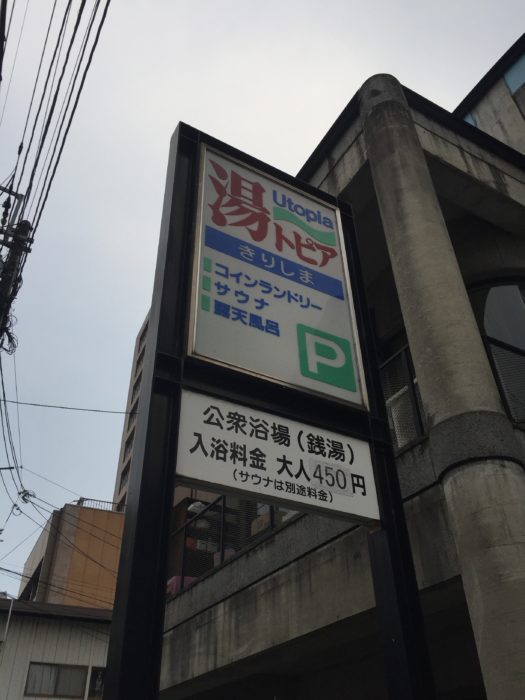 湯
Utopia
トピア
きりしま
コインランドリー
サウナ
露天風呂
P
公衆浴場(銭湯)
入浴料金 大人450円
(サウナは別途料金)